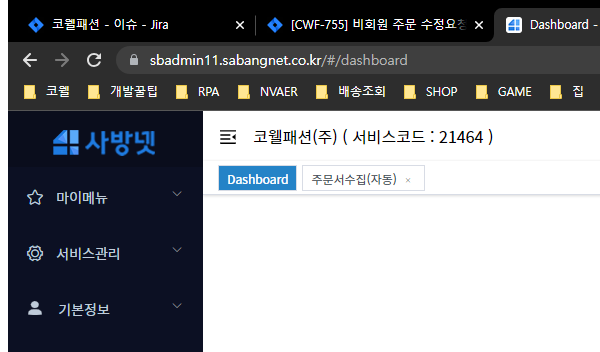 코웰패션 - 이슈 - Jira
[CWF-755] 비회원 주문 수정요청
Dashboard -
sbadmin11.sabangnet.co.kr/#/dashboard
코웰 개발꿀팁 RPA NVAER 배송조회 SHOP GAME 집
사방넷
코웰패션(주) ( 서비스코드 : 21464 )
Dashboard 주문서수집(자동) ×
마이메뉴
서비스관리
기본정보